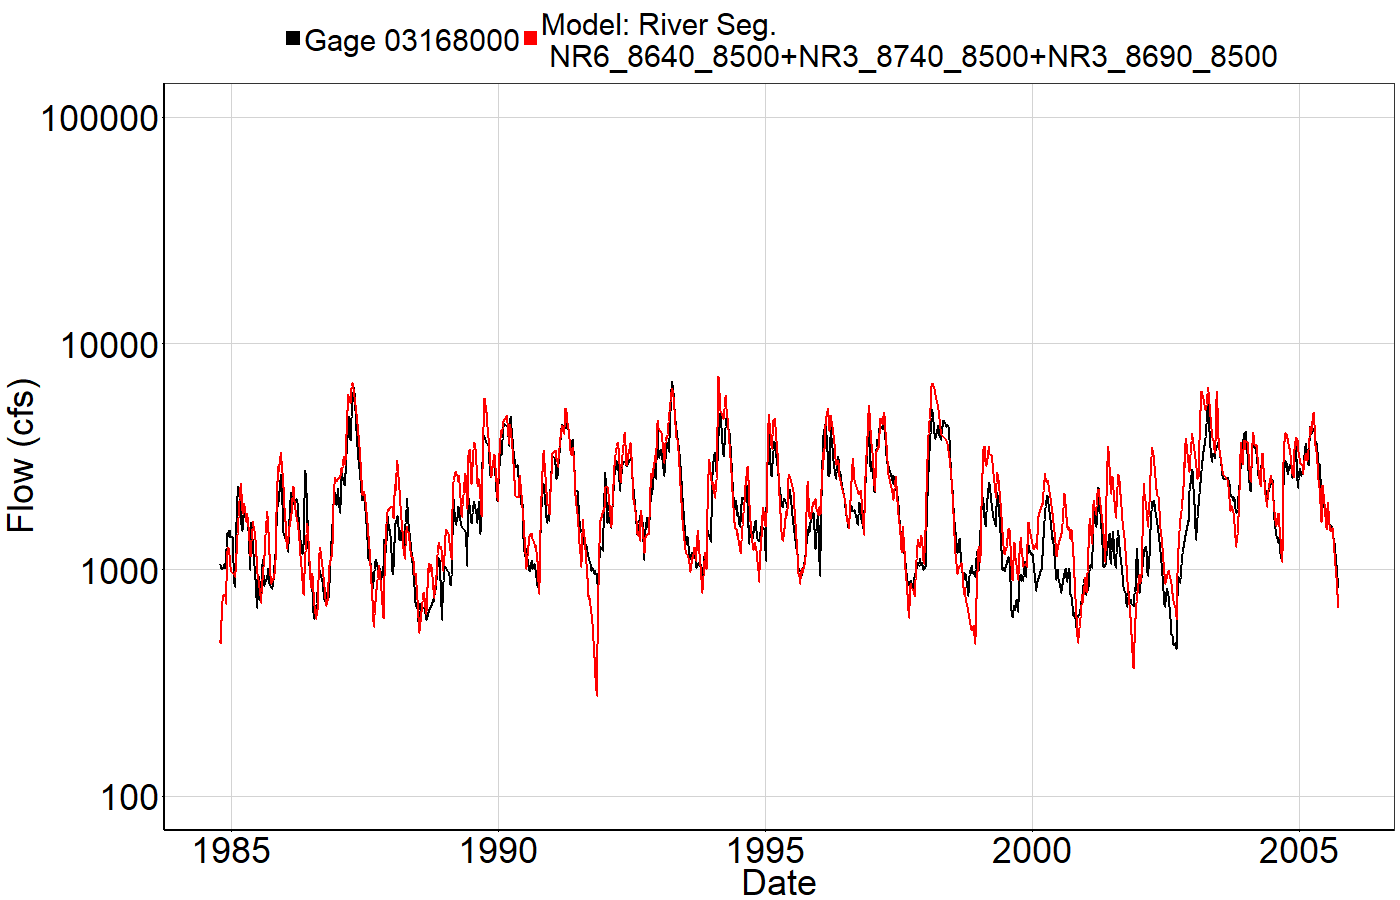 Gage 03168000
Model: River Seg.
NR6_8640_8500+NR3_8740_8500+NR3_8690_8500
100000
10000
1000
100
Flow (cfs)
1985 1990 1995 2000 2005
Date